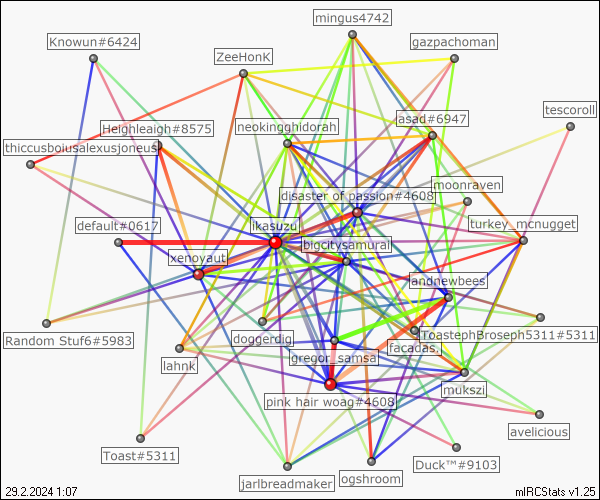 mingus4742
Knowun#6424
gazpachoman
ZeeHonK
tescoroll
asad#6947
neokingghidorah
Heighleigh#8575
thiccusboiusalexusjorneus
moonraven
disaster of passion#4608
turkey_mcnugget
default#0617
ikasuzu
bigcitysamurai
xenoyaut
andnewbees
Random Stuf6#5983
doggerdig
ToastephBroseph5311#5311
facadas.
gregor_samsa
lahnk
mukszi
pink hair woag#4608
avelicious
Toast#5311
Duck™#9103
ogshroom
jarlbreadmaker
29.2.2024 1:07
mIRCStats v1.25